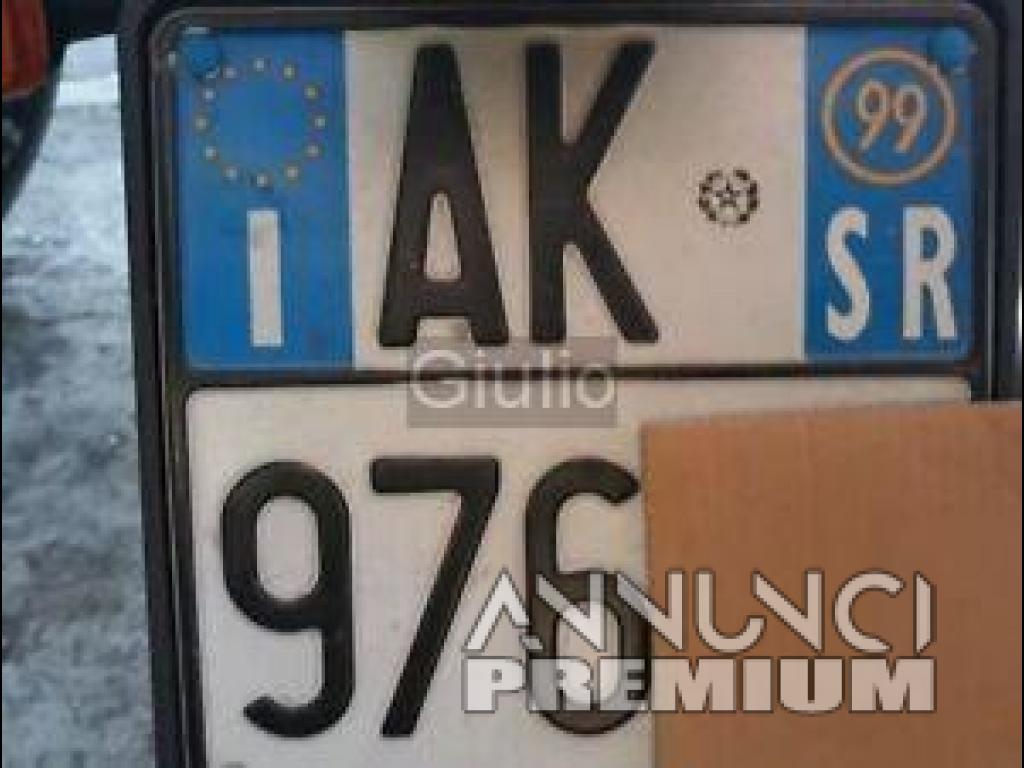 I AK 99
SR
Giulio
976
ANNUNCI
PREMIUM